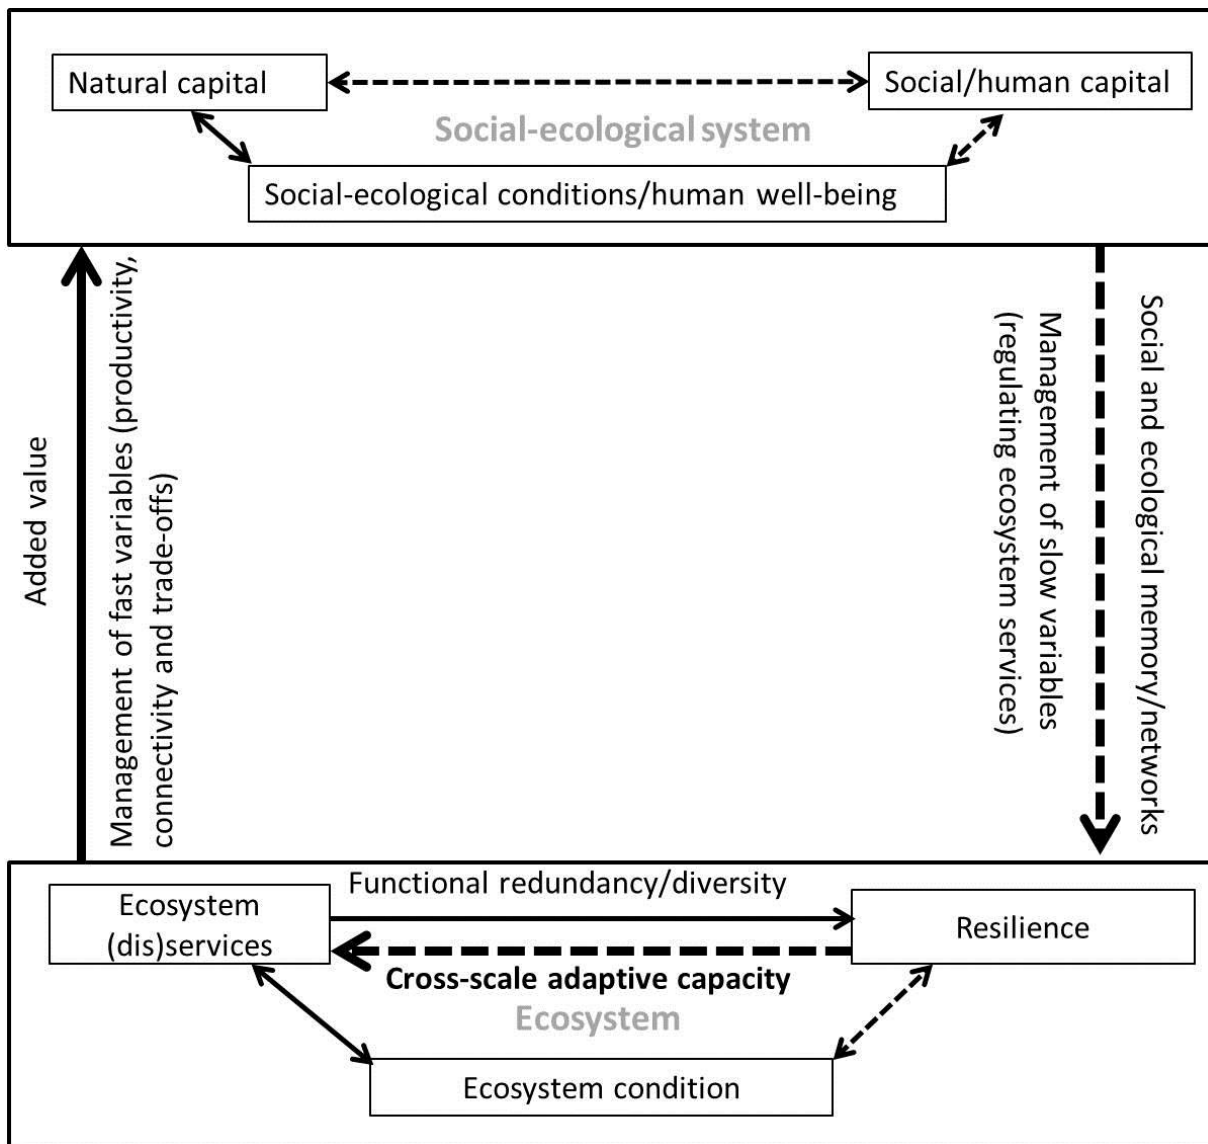 Natural capital
Social/human capital
Social-ecological system
Social-ecological conditions/human well-being
Added value
Management of fast variables (productivity,
connectivity and trade-offs)
Management of slow variables
(regulating ecosystem services)
Social and ecological memory/networks
Functional redundancy/diversity
Ecosystem
(dis)services
Resilience
Cross-scale adaptive capacity
Ecosystem
Ecosystem condition